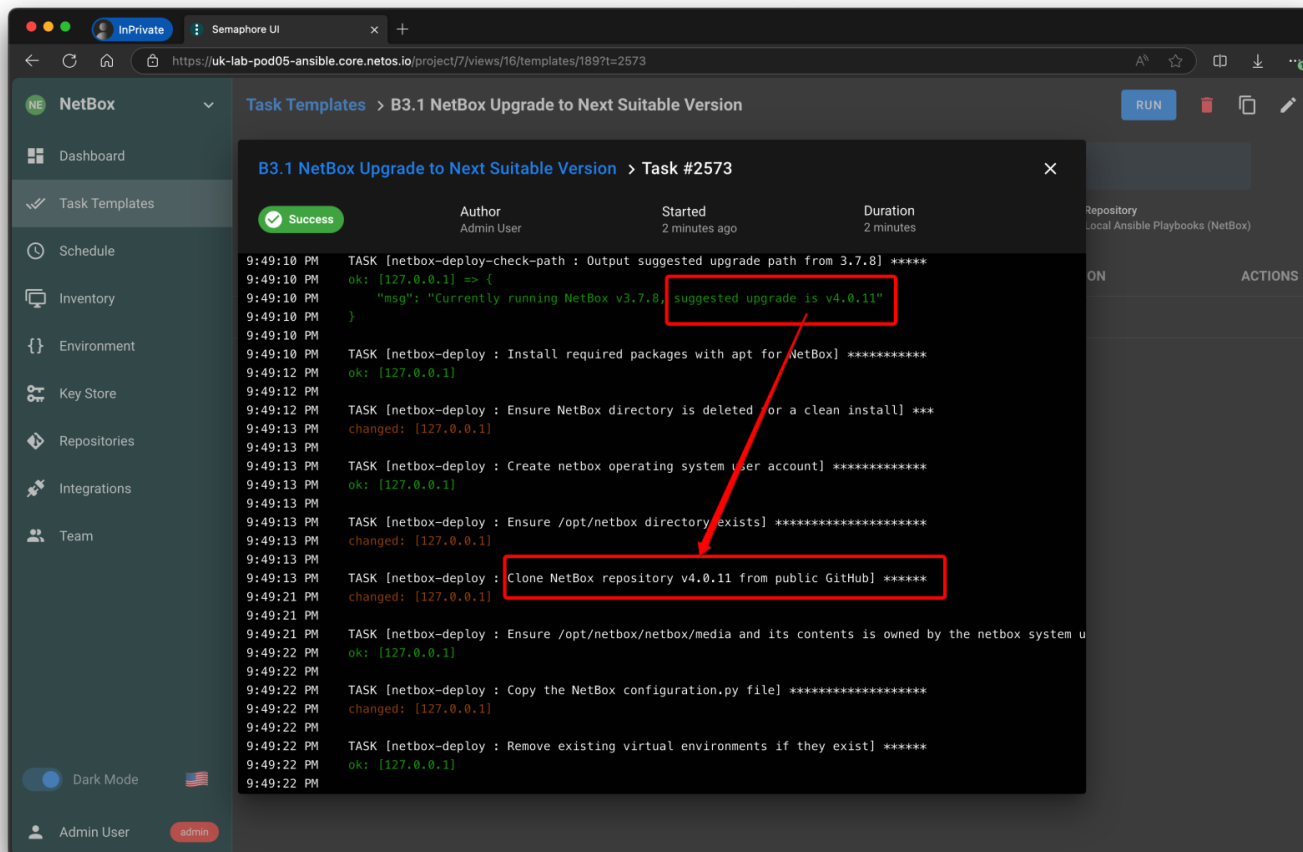 InPrivate
Semaphore UI
https://uk-lab-pod05-ansible.core.netos.io/project/7/views/16/templates/189?t=2573
NE NetBox
Task Templates > B3.1 NetBox Upgrade to Next Suitable Version
RUN
Dashboard
Task Templates
Schedule
Inventory
Environment
Key Store
Repositories
Integrations
Team
Dark Mode
Admin User admin
B3.1 NetBox Upgrade to Next Suitable Version > Task #2573
Success
Author
Admin User
Started
2 minutes ago
Duration
2 minutes
Repository
Local Ansible Playbooks (NetBox)
ON ACTIONS
9:49:10 PM TASK [netbox-deploy-check-path : Output suggested upgrade path from 3.7.8] *****
9:49:10 PM ok: [127.0.0.1] => {
9:49:10 PM "msg": "Currently running NetBox v3.7.8, suggested upgrade is v4.0.11"
9:49:10 PM }
9:49:10 PM
9:49:10 PM TASK [netbox-deploy : Install required packages with apt for NetBox] ***********
9:49:12 PM ok: [127.0.0.1]
9:49:12 PM
9:49:12 PM TASK [netbox-deploy : Ensure NetBox directory is deleted for a clean install] ***
9:49:13 PM changed: [127.0.0.1]
9:49:13 PM
9:49:13 PM TASK [netbox-deploy : Create netbox operating system user account] *************
9:49:13 PM ok: [127.0.0.1]
9:49:13 PM
9:49:13 PM TASK [netbox-deploy : Ensure /opt/netbox directory exists] *********************
9:49:13 PM changed: [127.0.0.1]
9:49:13 PM
9:49:13 PM TASK [netbox-deploy : Clone NetBox repository v4.0.11 from public GitHub] ******
9:49:21 PM changed: [127.0.0.1]
9:49:21 PM
9:49:21 PM TASK [netbox-deploy : Ensure /opt/netbox/netbox/media and its contents is owned by the netbox system u
9:49:22 PM ok: [127.0.0.1]
9:49:22 PM
9:49:22 PM TASK [netbox-deploy : Copy the NetBox configuration.py file] *******************
9:49:22 PM changed: [127.0.0.1]
9:49:22 PM
9:49:22 PM TASK [netbox-deploy : Remove existing virtual environments if they exist] ******
9:49:22 PM ok: [127.0.0.1]
9:49:22 PM